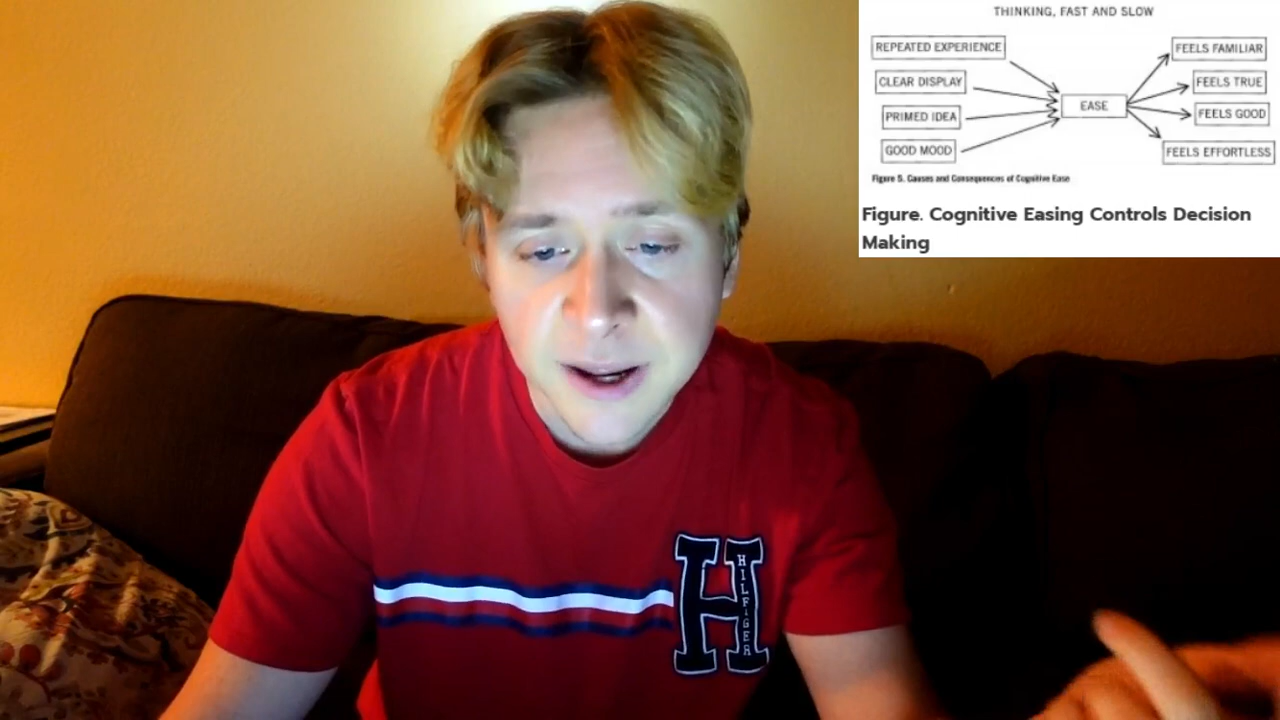 THINKING, FAST AND SLOW
REPEATED EXPERIENCE
CLEAR DISPLAY
PRIMED IDEA
GOOD MOOD
EASE
FEELS FAMILIAR
FEELS TRUE
FEELS GOOD
FEELS EFFORTLESS
Figure 5. Causes and Consequences of Cognitive Ease
Figure. Cognitive Easing Controls Decision
Making
H
HILFIGER